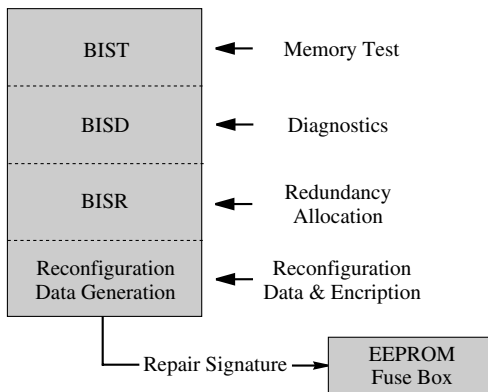 BIST
Memory Test
BISD
Diagnostics
BISR
Redundancy
Allocation
Reconfiguration
Data Generation
Reconfiguration
Data & Encription
Repair Signature
EEPROM
Fuse Box